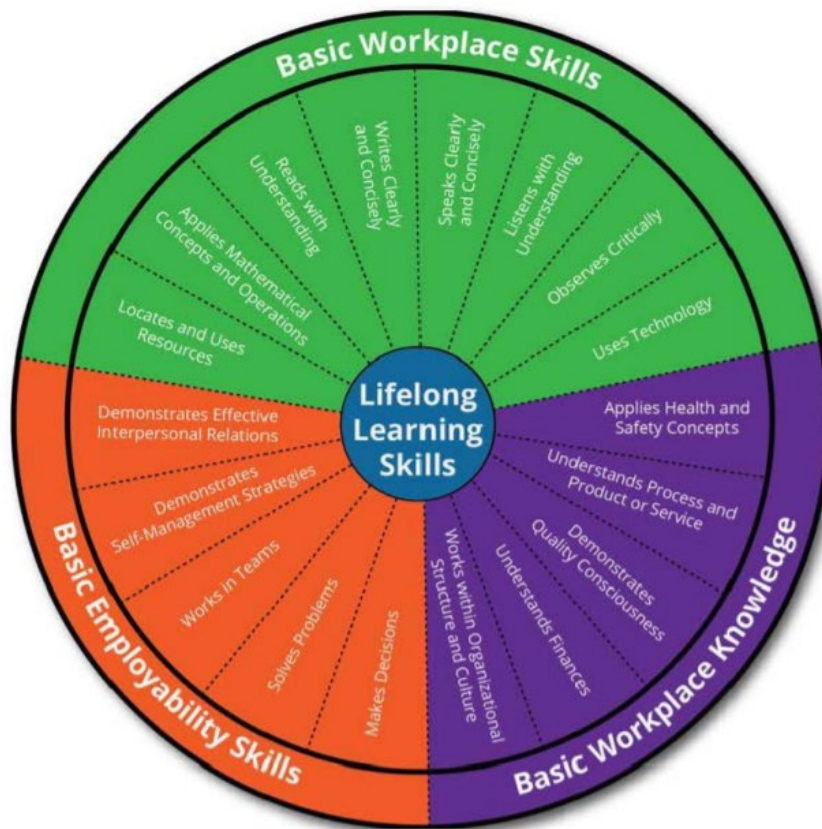 Basic Workplace Skills
Locates and Uses
Resources
Applies Mathematical
Concepts and Operations
Reads with
Understanding
Writes Clearly
and Concisely
Speaks Clearly
and Concisely
Listens with
Understanding
Observes Critically
Uses Technology
Lifelong
Learning
Skills
Basic Workplace Knowledge
Applies Health and
Safety Concepts
Understands Process and
Product or Service
Demonstrates
Quality Constiousness
Understands Finances
Works within Organizational
Structure and Culture
Basic Employability Skills
Demonstrates Effective
Interpersonal Relations
Demonstrates
Self-Management Strategies
Works in Teams
Solves Problems
Makes Decisions